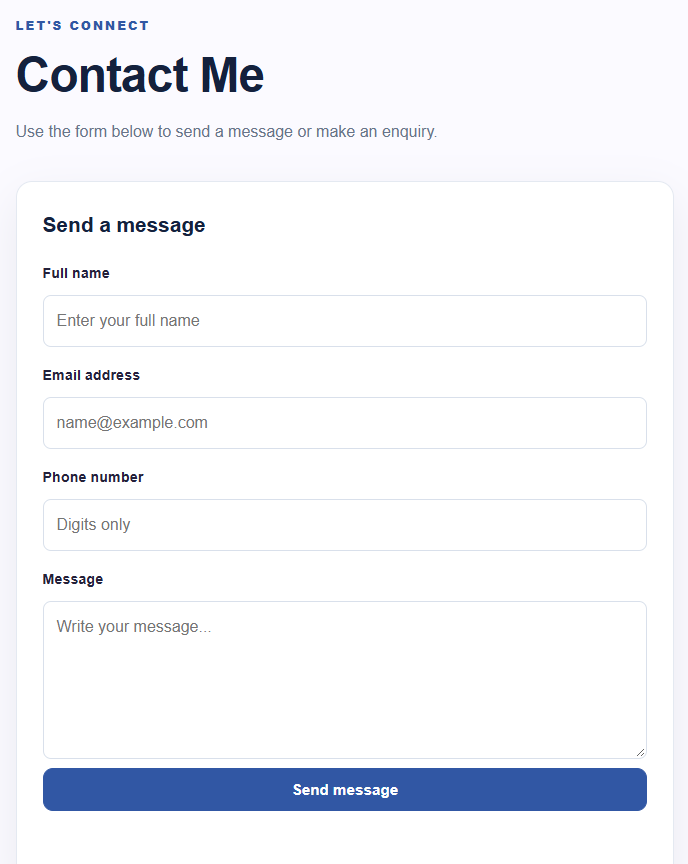 LET'S CONNECT
Contact Me
Use the form below to send a message or make an enquiry.
Send a message
Full name
Enter your full name
Email address
name@example.com
Phone number
Digits only
Message
Write your message...
Send message